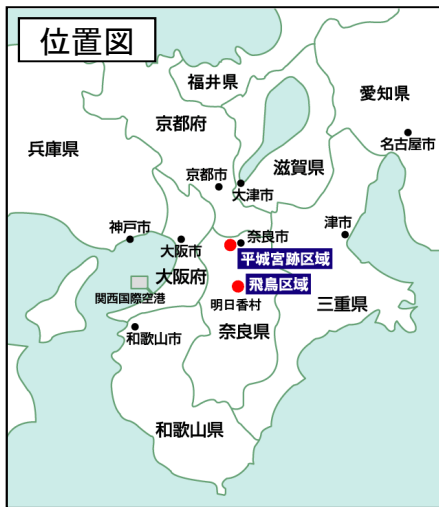 位置図
福井県
愛知県
京都府
兵庫県
名古屋市
滋賀県
京都市
大津市
神戸市
大阪市
奈良市
津市
平城宮跡区域
大阪府
飛鳥区域
関西国際空港
明日香村
三重県
奈良県
和歌山市
和歌山県